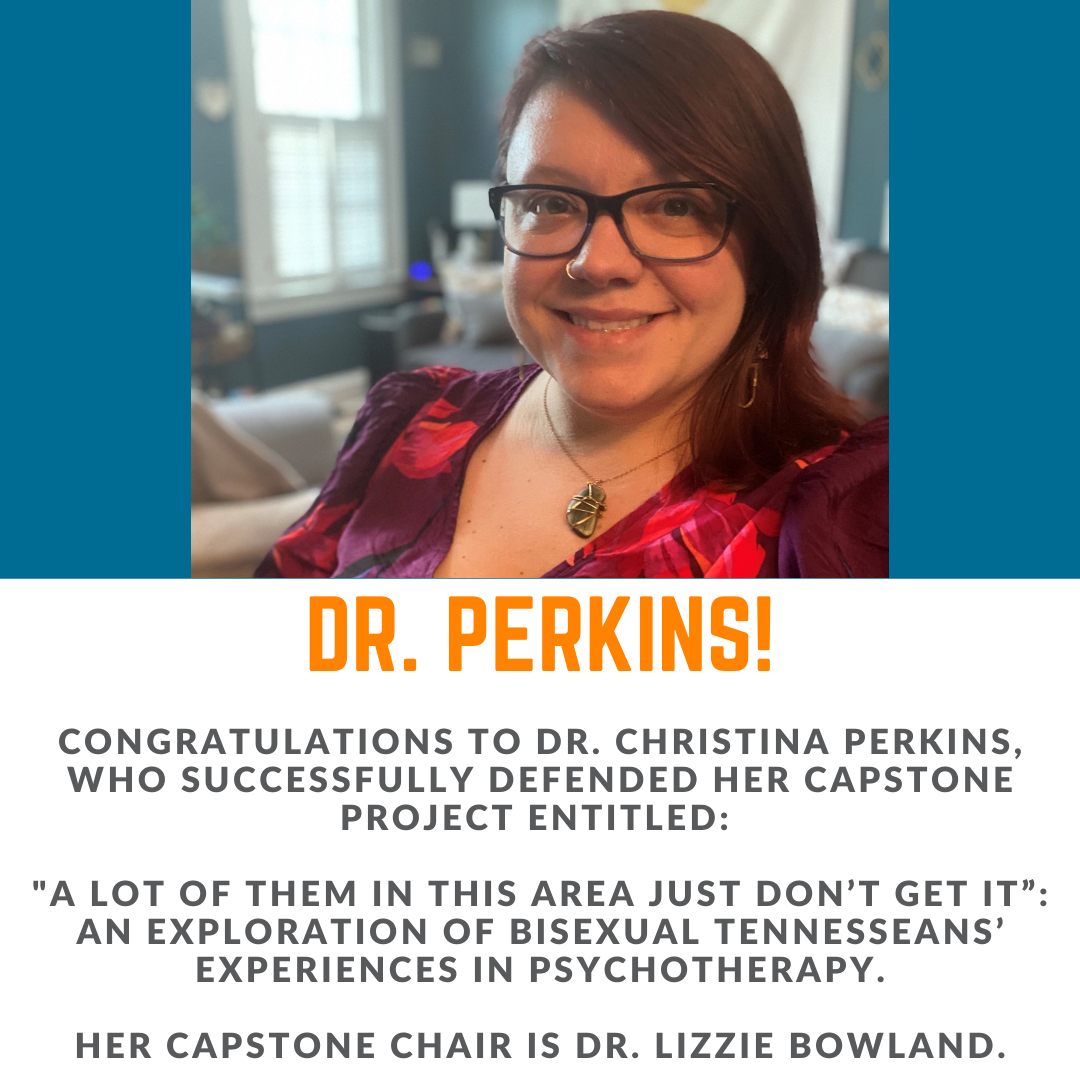 DR. PERKINS!
CONGRATULATIONS TO DR. CHRISTINA PERKINS,
WHO SUCCESSFULLY DEFENDED HER CAPSTONE
PROJECT ENTITLED:
"A LOT OF THEM IN THIS AREA JUST DON’T GET IT”:
AN EXPLORATION OF BISEXUAL TENNESSEANS’
EXPERIENCES IN PSYCHOTHERAPY.
HER CAPSTONE CHAIR IS DR. LIZZIE BOWLAND.